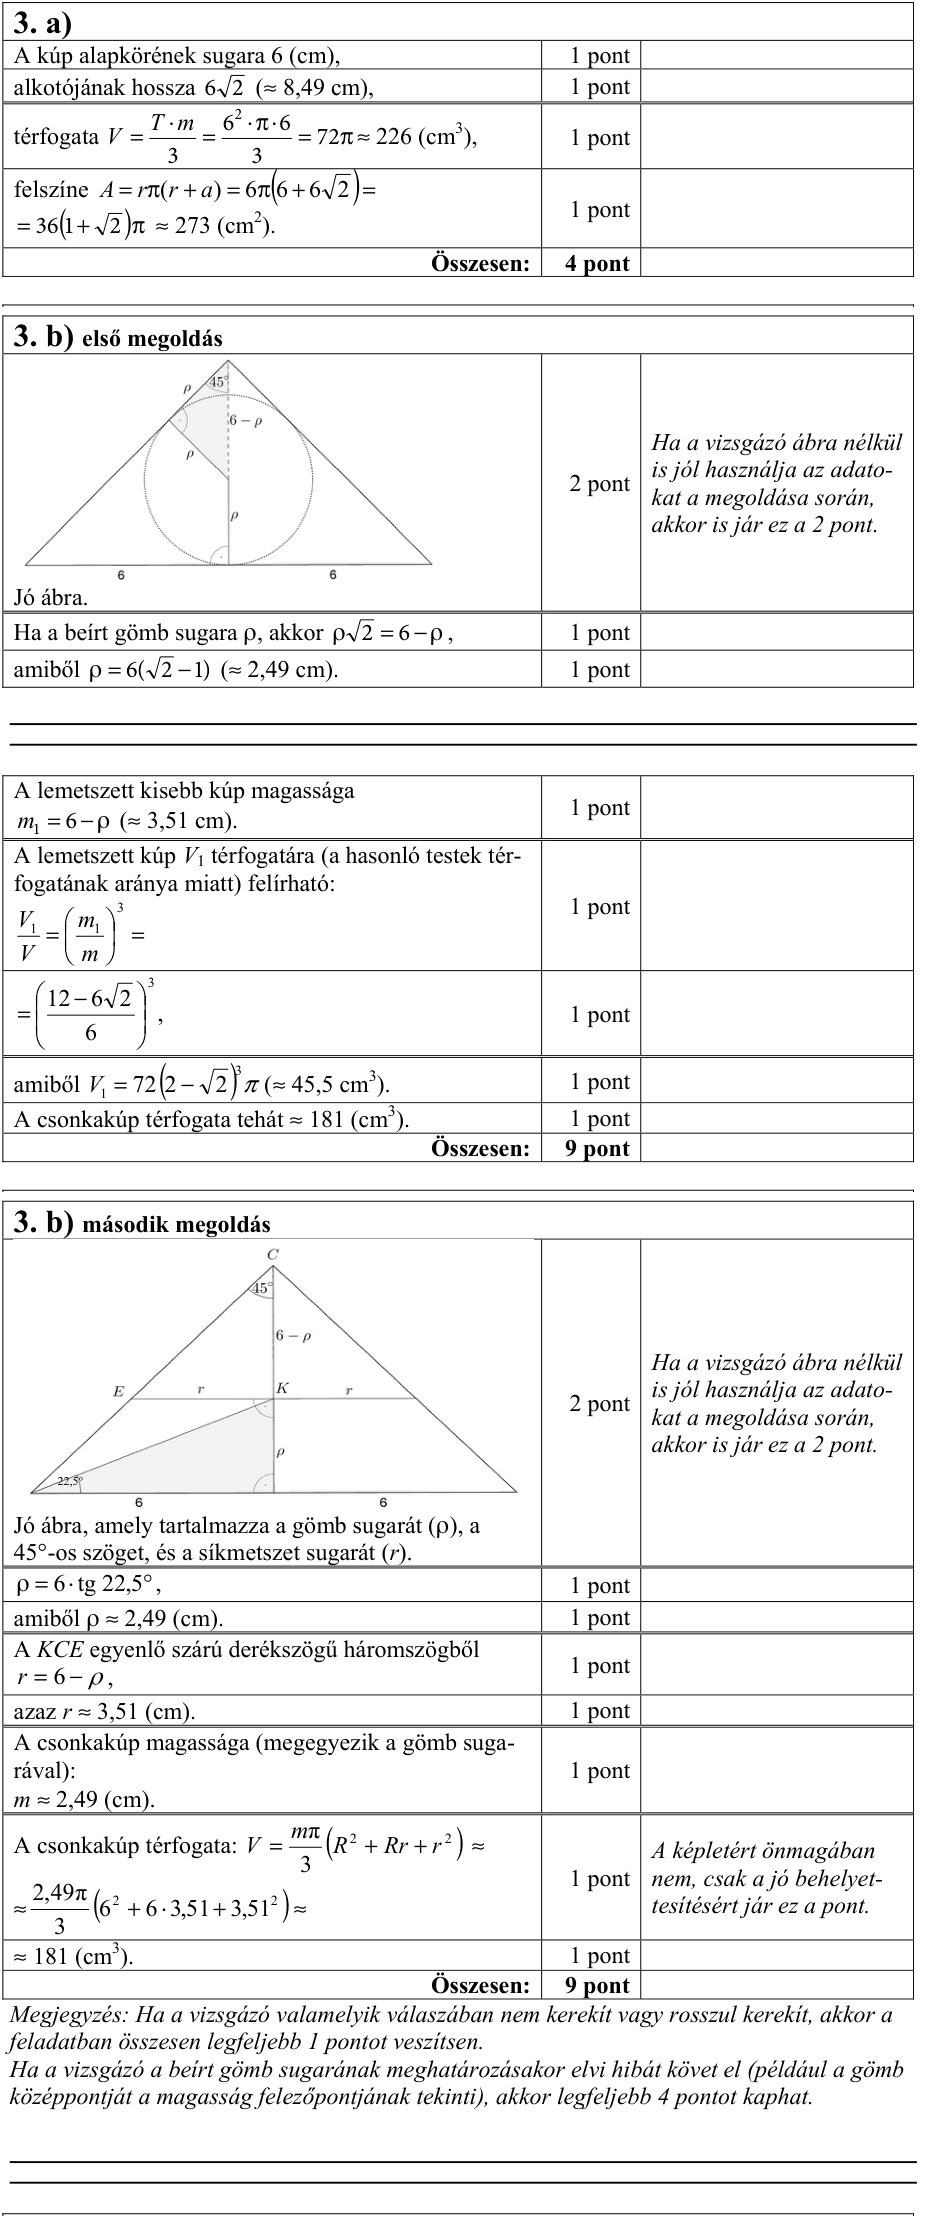 3. a)
A kúp alapkörének sugara 6 (cm), 1 pont
alkotójának hossza 6√2 (≈ 8,49 cm), 1 pont
térfogata V = T·m/3 = 6²·π·6/3 = 72π ≈ 226 (cm³), 1 pont
felszíne A = rπ(r + a) = 6π(6 + 6√2) =
= 36(1 + √2)π ≈ 273 (cm²). 1 pont
Összesen: 4 pont
3. b) első megoldás
ρ 45°
6 − ρ
ρ
ρ
6 6
Jó ábra.
2 pont
Ha a vizsgázó ábra nélkül
is jól használja az adato-
kat a megoldása során,
akkor is jár ez a 2 pont.
Ha a beírt gömb sugara ρ, akkor ρ√2 = 6 − ρ, 1 pont
amiből ρ = 6(√2 − 1) (≈ 2,49 cm). 1 pont
A lemetszett kisebb kúp magassága
m₁ = 6 − ρ (≈ 3,51 cm). 1 pont
A lemetszett kúp V₁ térfogatára (a hasonló testek tér-
fogatának aránya miatt) felírható:
V₁/V = (m₁/m)³ = 1 pont
= ((12 − 6√2)/6)³, 1 pont
amiből V₁ = 72(2 − √2)³π (≈ 45,5 cm³). 1 pont
A csonkakúp térfogata tehát ≈ 181 (cm³). 1 pont
Összesen: 9 pont
3. b) második megoldás
C
45°
6 − ρ
E r K r
ρ
22,5°
6 6
Jó ábra, amely tartalmazza a gömb sugarát (ρ), a
45°-os szöget, és a síkmetszet sugarát (r).
2 pont
Ha a vizsgázó ábra nélkül
is jól használja az adato-
kat a megoldása során,
akkor is jár ez a 2 pont.
ρ = 6·tg 22,5°, 1 pont
amiből ρ ≈ 2,49 (cm). 1 pont
A KCE egyenlő szárú derékszögű háromszögből
r = 6 − ρ, 1 pont
azaz r ≈ 3,51 (cm). 1 pont
A csonkakúp magassága (megegyezik a gömb suga-
rával):
m ≈ 2,49 (cm). 1 pont
A csonkakúp térfogata: V = mπ/3 (R² + Rr + r²) ≈
≈ 2,49π/3 (6² + 6·3,51 + 3,51²) ≈
1 pont
A képletért önmagában
nem, csak a jó behelyet-
tesítésért jár ez a pont.
≈ 181 (cm³). 1 pont
Összesen: 9 pont
Megjegyzés: Ha a vizsgázó valamelyik válaszában nem kerekít vagy rosszul kerekít, akkor a
feladatban összesen legfeljebb 1 pontot veszítsen.
Ha a vizsgázó a beírt gömb sugarának meghatározásakor elvi hibát követ el (például a gömb
középpontját a magasság felezőpontjának tekinti), akkor legfeljebb 4 pontot kaphat.